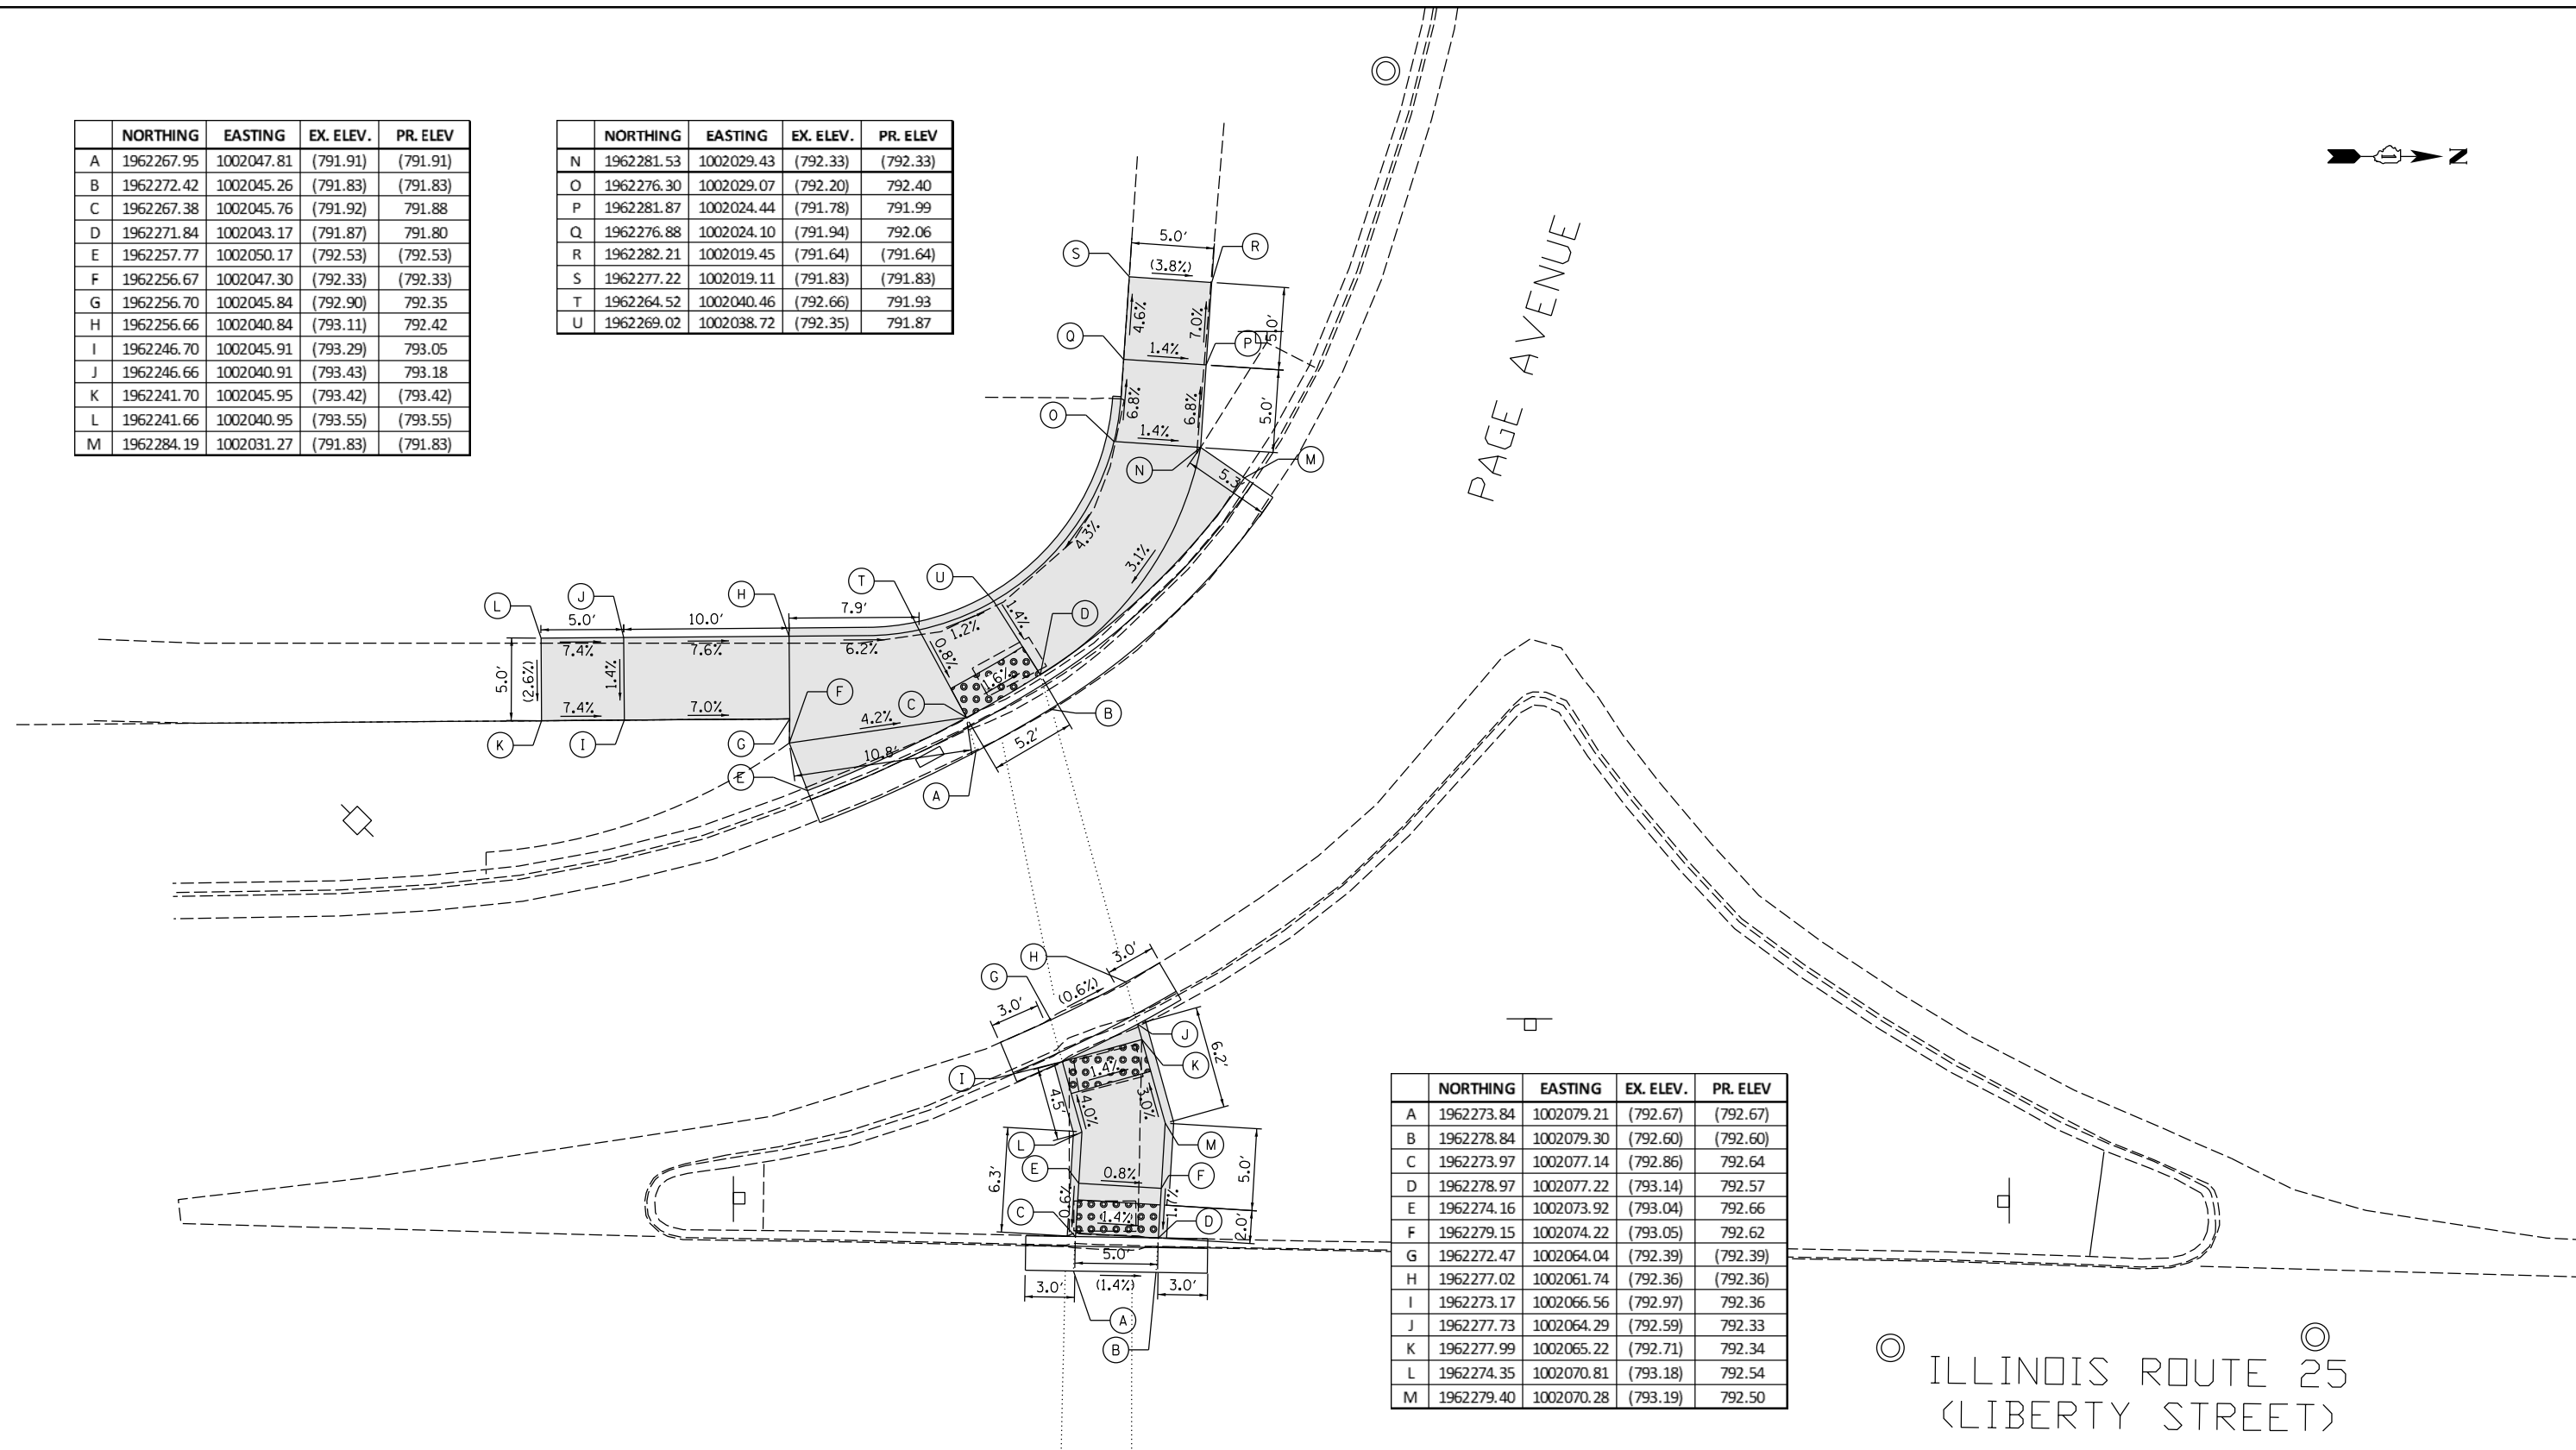 NORTHING EASTING EX. ELEV. PR. ELEV
A 1962267.95 1002047.81 (791.91) (791.91)
B 1962272.42 1002045.26 (791.83) (791.83)
C 1962267.38 1002045.76 (791.92) 791.88
D 1962271.84 1002043.17 (791.87) 791.80
E 1962257.77 1002050.17 (792.53) (792.53)
F 1962256.67 1002047.30 (792.33) (792.33)
G 1962256.70 1002045.84 (792.90) 792.35
H 1962256.66 1002040.84 (793.11) 792.42
I 1962246.70 1002045.91 (793.29) 793.05
J 1962246.66 1002040.91 (793.43) 793.18
K 1962241.70 1002045.95 (793.42) (793.42)
L 1962241.66 1002040.95 (793.55) (793.55)
M 1962284.19 1002031.27 (791.83) (791.83)
NORTHING EASTING EX. ELEV. PR. ELEV
N 1962281.53 1002029.43 (792.33) (792.33)
O 1962276.30 1002029.07 (792.20) 792.40
P 1962281.87 1002024.44 (791.78) 791.99
Q 1962276.88 1002024.10 (791.94) 792.06
R 1962282.21 1002019.45 (791.64) (791.64)
S 1962277.22 1002019.11 (791.83) (791.83)
T 1962264.52 1002040.46 (792.66) 791.93
U 1962269.02 1002038.72 (792.35) 791.87
N
PAGE AVENUE
5.0'
S
R
(3.8%)
4.6%
7.0%
5.0'
Q
P
1.4%
6.8%
6.8%
5.0'
O
1.4%
N
M
5.3'
4.3%
3.1%
T
U
D
L
J
H
5.0'
10.0'
7.9'
1.4%
1.2%
7.4%
7.6%
6.2%
0.8%
5.0'
(2.6%)
1.4%
1.6%
F
C
B
7.4%
7.0%
4.2%
K
I
G
10.8'
5.2'
E
A
H
3.0'
G
(0.6%)
3.0'
J
K
6.2'
I
1.4%
4.5'
4.0%
3.0%
L
M
E
0.8%
F
5.0'
6.3'
0.6%
1.7%
C
1.4%
D
2.0'
5.0'
3.0'
(1.4%)
3.0'
A
B
NORTHING EASTING EX. ELEV. PR. ELEV
A 1962273.84 1002079.21 (792.67) (792.67)
B 1962278.84 1002079.30 (792.60) (792.60)
C 1962273.97 1002077.14 (792.86) 792.64
D 1962278.97 1002077.22 (793.14) 792.57
E 1962274.16 1002073.92 (793.04) 792.66
F 1962279.15 1002074.22 (793.05) 792.62
G 1962272.47 1002064.04 (792.39) (792.39)
H 1962277.02 1002061.74 (792.36) (792.36)
I 1962273.17 1002066.56 (792.97) 792.36
J 1962277.73 1002064.29 (792.59) 792.33
K 1962277.99 1002065.22 (792.71) 792.34
L 1962274.35 1002070.81 (793.18) 792.54
M 1962279.40 1002070.28 (793.19) 792.50
ILLINOIS ROUTE 25
(LIBERTY STREET)